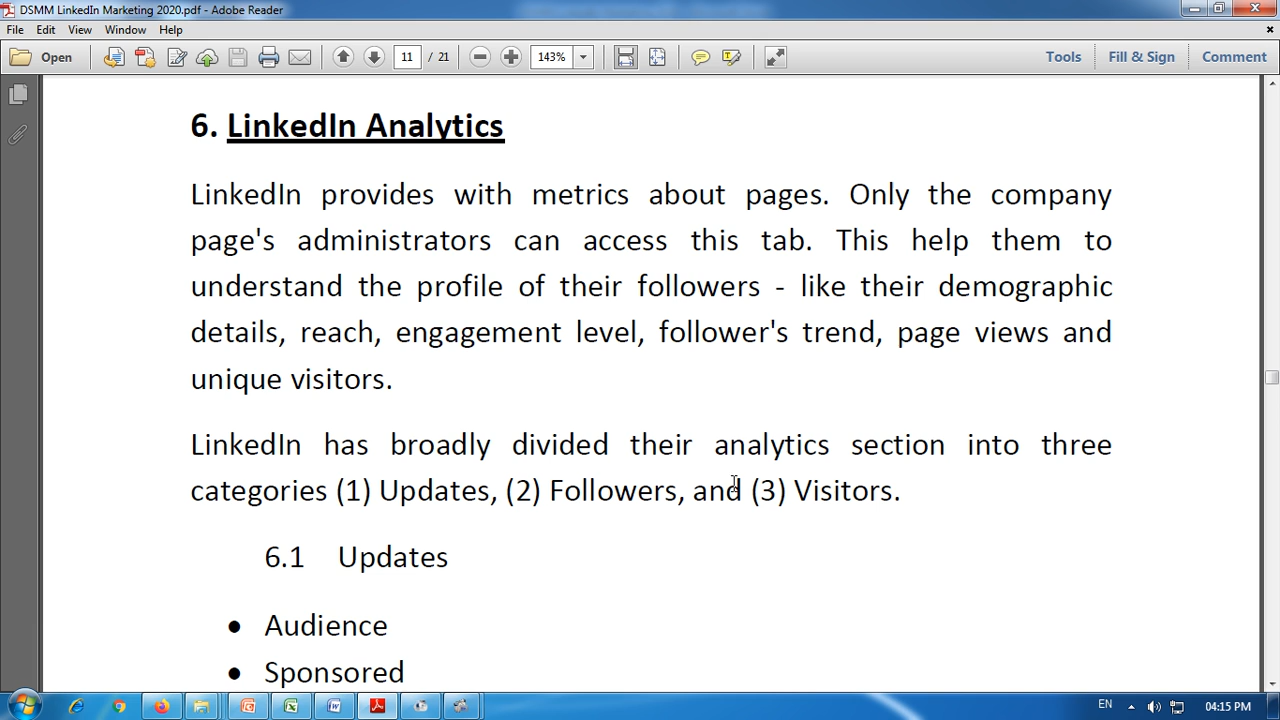 DSMM LinkedIn Marketing 2020.pdf - Adobe Reader
File Edit View Window Help
Open 11 / 21 143% Tools Fill & Sign Comment
6. LinkedIn Analytics
LinkedIn provides with metrics about pages. Only the company
page's administrators can access this tab. This help them to
understand the profile of their followers - like their demographic
details, reach, engagement level, follower's trend, page views and
unique visitors.
LinkedIn has broadly divided their analytics section into three
categories (1) Updates, (2) Followers, and (3) Visitors.
6.1 Updates
• Audience
• Sponsored
EN 04:15 PM